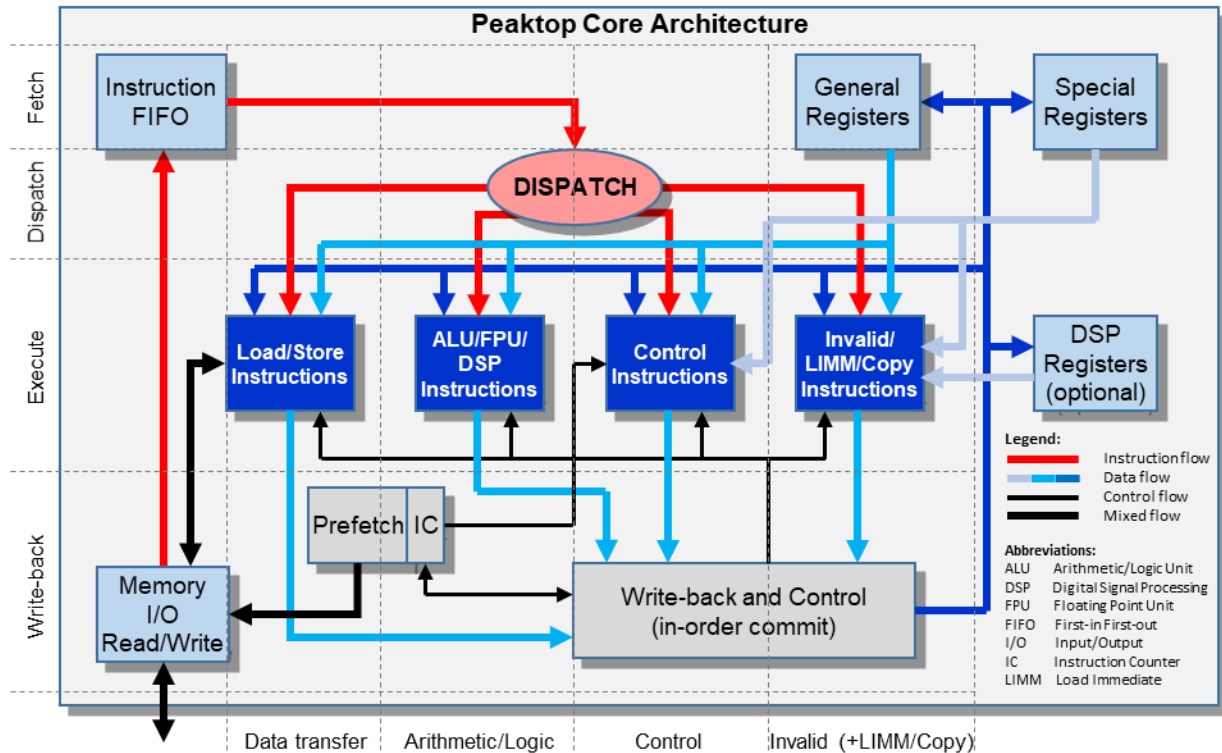 Peaktop Core Architecture
Fetch
Instruction
FIFO
General
Registers
Special
Registers
Dispatch
DISPATCH
Execute
Load/Store
Instructions
ALU/FPU/
DSP
Instructions
Control
Instructions
Invalid/
LIMM/Copy
Instructions
DSP
Registers
(optional)
Legend:
Instruction flow
Data flow
Control flow
Mixed flow
Write-back
Prefetch IC
Memory
I/O
Read/Write
Write-back and Control
(in-order commit)
Abbreviations:
ALU Arithmetic/Logic Unit
DSP Digital Signal Processing
FPU Floating Point Unit
FIFO First-in First-out
I/O Input/Output
IC Instruction Counter
LIMM Load Immediate
Data transfer Arithmetic/Logic Control Invalid (+LIMM/Copy)